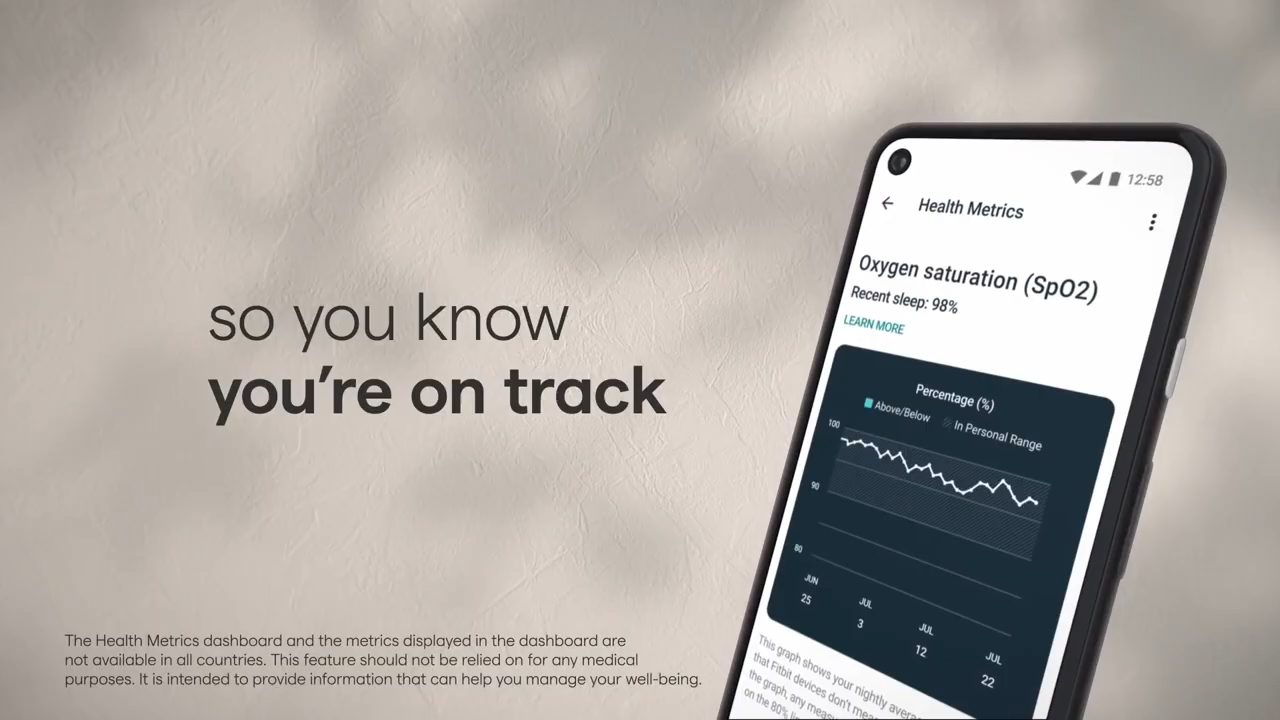 so you know
you're on track
The Health Metrics dashboard and the metrics displayed in the dashboard are
not available in all countries. This feature should not be relied on for any medical
purposes. It is intended to provide information that can help you manage your well-being.
12:58
Health Metrics
Oxygen saturation (SpO2)
Recent sleep: 98%
LEARN MORE
Percentage (%)
Above/Below In Personal Range
100
90
80
JUN JUL JUL JUL
25 3 12 22
This graph shows your nightly
that Fitbit devices don't
the graph, any
on the 80%